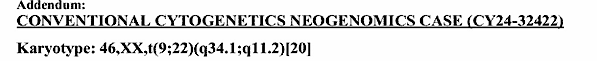 Addendum:
CONVENTIONAL CYTOGENETICS NEOGENOMICS CASE (CY24-32422)
Karyotype: 46,XX,t(9;22)(q34.1;q11.2)[20]